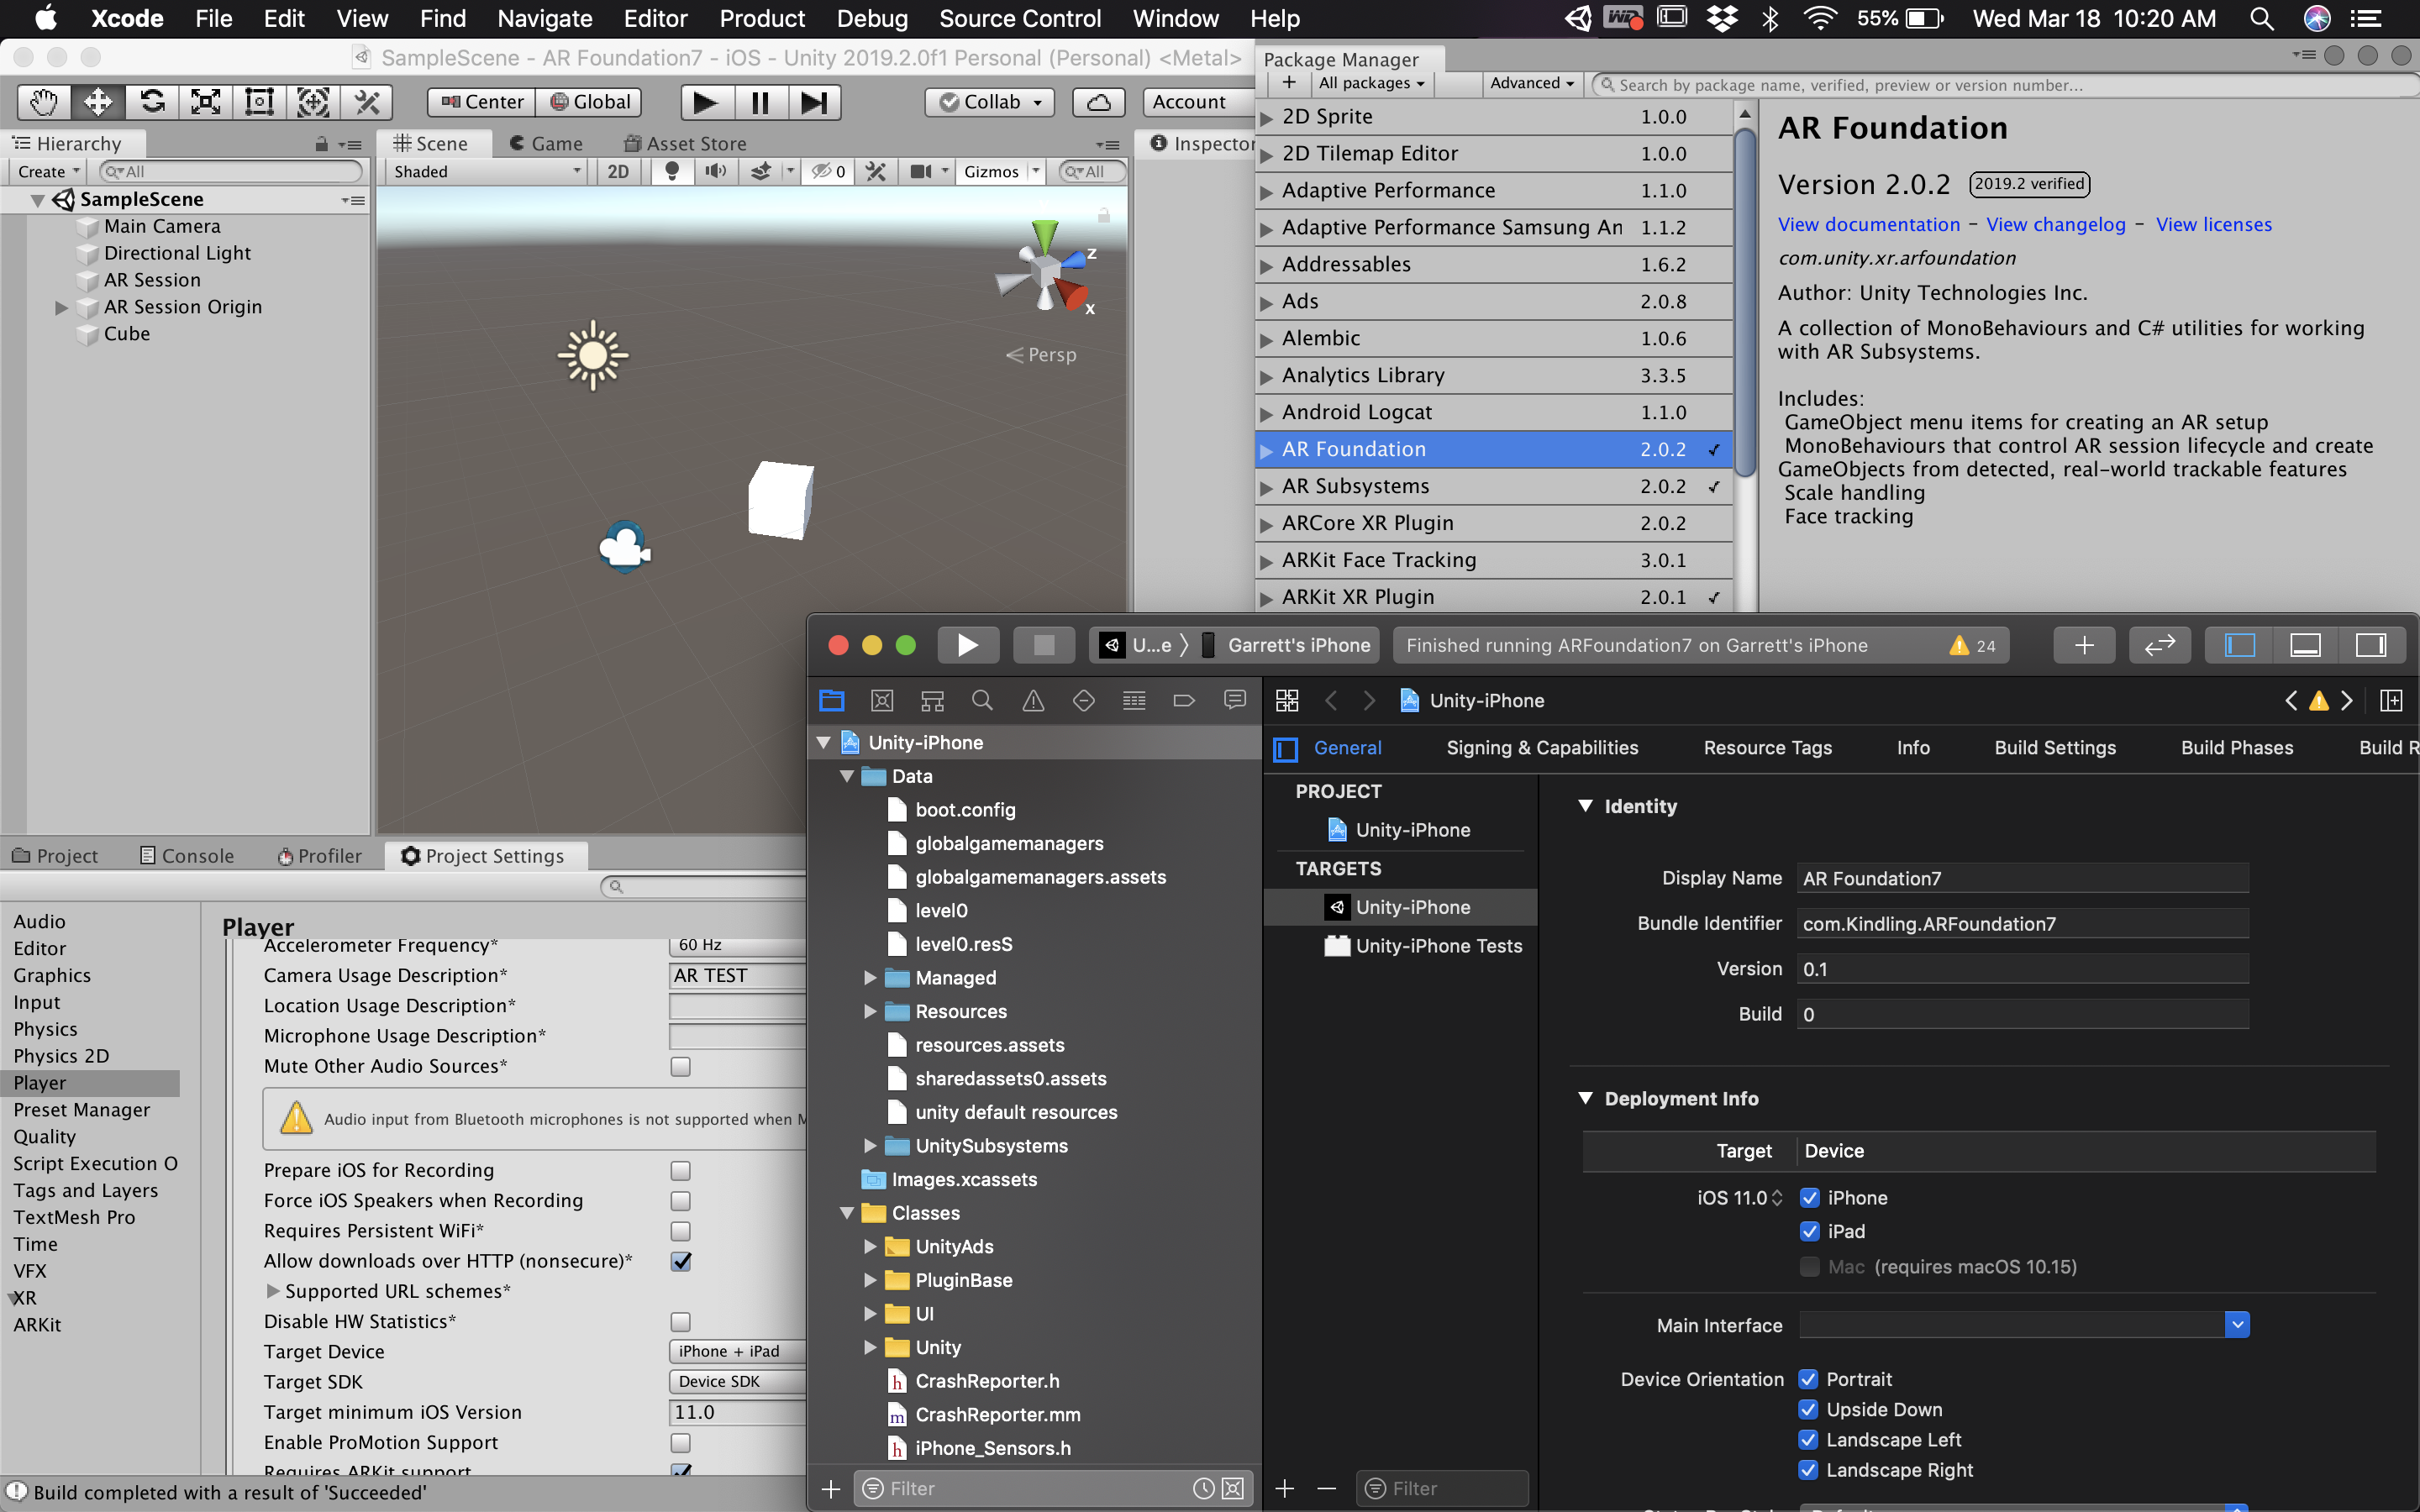 Xcode File Edit View Find Navigate Editor Product Debug Source Control Window Help 55% Wed Mar 18 10:20 AM
SampleScene - AR Foundation7 - iOS - Unity 2019.2.0f1 Personal (Personal) <Metal>
Center Global Collab Account
Hierarchy
Create All
SampleScene
Main Camera
Directional Light
AR Session
AR Session Origin
Cube
Scene Game Asset Store
Shaded 2D 0 Gizmos All
z
x
Persp
Inspector
Package Manager
+ All packages Advanced Search by package name, verified, preview or version number...
2D Sprite 1.0.0
2D Tilemap Editor 1.0.0
Adaptive Performance 1.1.0
Adaptive Performance Samsung An 1.1.2
Addressables 1.6.2
Ads 2.0.8
Alembic 1.0.6
Analytics Library 3.3.5
Android Logcat 1.1.0
AR Foundation 2.0.2 ✓
AR Subsystems 2.0.2 ✓
ARCore XR Plugin 2.0.2
ARKit Face Tracking 3.0.1
ARKit XR Plugin 2.0.1 ✓
AR Foundation
Version 2.0.2 2019.2 verified
View documentation - View changelog - View licenses
com.unity.xr.arfoundation
Author: Unity Technologies Inc.
A collection of MonoBehaviours and C# utilities for working
with AR Subsystems.
Includes:
GameObject menu items for creating an AR setup
MonoBehaviours that control AR session lifecycle and create
GameObjects from detected, real-world trackable features
Scale handling
Face tracking
Project Console Profiler Project Settings
Audio
Editor
Graphics
Input
Physics
Physics 2D
Player
Preset Manager
Quality
Script Execution O
Tags and Layers
TextMesh Pro
Time
VFX
XR
ARKit
Player
Accelerometer Frequency* 60 Hz
Camera Usage Description* AR TEST
Location Usage Description*
Microphone Usage Description*
Mute Other Audio Sources*
Audio input from Bluetooth microphones is not supported when M
Prepare iOS for Recording
Force iOS Speakers when Recording
Requires Persistent WiFi*
Allow downloads over HTTP (nonsecure)*
Supported URL schemes*
Disable HW Statistics*
Target Device iPhone + iPad
Target SDK Device SDK
Target minimum iOS Version 11.0
Enable ProMotion Support
Requires ARKit support
Build completed with a result of 'Succeeded'
U...e Garrett's iPhone Finished running ARFoundation7 on Garrett's iPhone 24
Unity-iPhone
Data
boot.config
globalgamemanagers
globalgamemanagers.assets
level0
level0.resS
Managed
Resources
resources.assets
sharedassets0.assets
unity default resources
UnitySubsystems
Images.xcassets
Classes
UnityAds
PluginBase
UI
Unity
h CrashReporter.h
m CrashReporter.mm
h iPhone_Sensors.h
Filter
Unity-iPhone
General Signing & Capabilities Resource Tags Info Build Settings Build Phases Build R
PROJECT
Unity-iPhone
TARGETS
Unity-iPhone
Unity-iPhone Tests
Filter
Identity
Display Name AR Foundation7
Bundle Identifier com.Kindling.ARFoundation7
Version 0.1
Build 0
Deployment Info
Target Device
iOS 11.0 iPhone
iPad
Mac (requires macOS 10.15)
Main Interface
Device Orientation Portrait
Upside Down
Landscape Left
Landscape Right